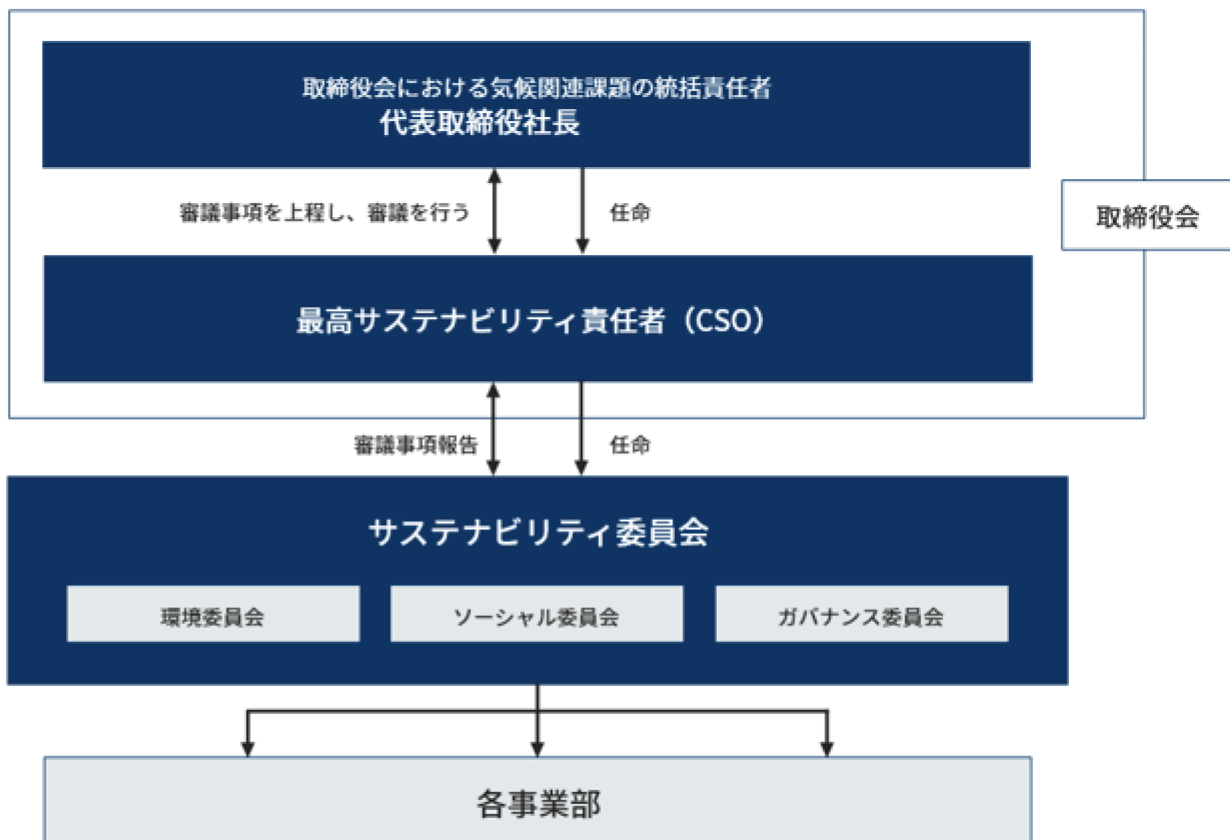 取締役会における気候関連課題の統括責任者
代表取締役社長
審議事項を上程し、審議を行う
任命
取締役会
最高サステナビリティ責任者（CSO）
審議事項報告
任命
サステナビリティ委員会
環境委員会
ソーシャル委員会
ガバナンス委員会
各事業部